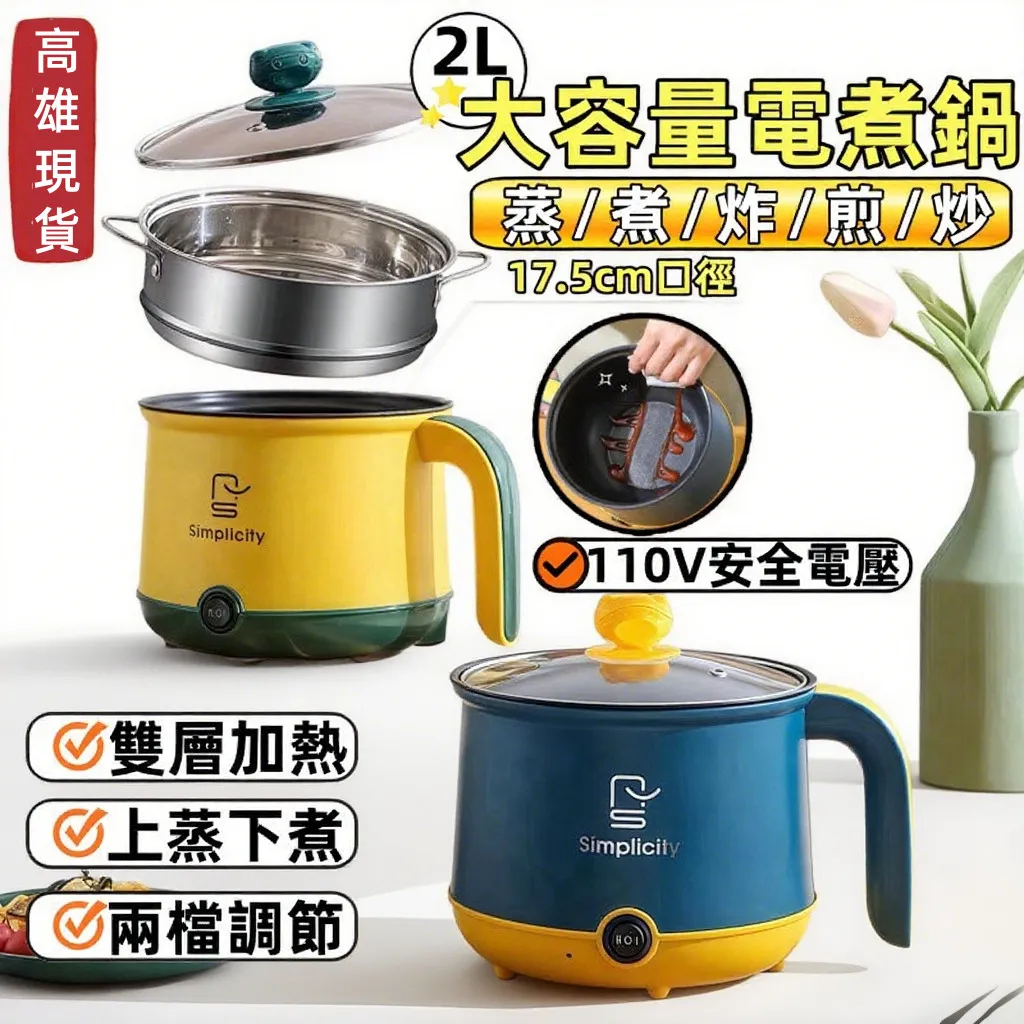 高雄現貨
2L
大容量電煮鍋
蒸/煮/炸/煎/炒
17.5cm口徑
110V安全電壓
Simplicity
Simplicity
雙層加熱
上蒸下煮
兩檔調節